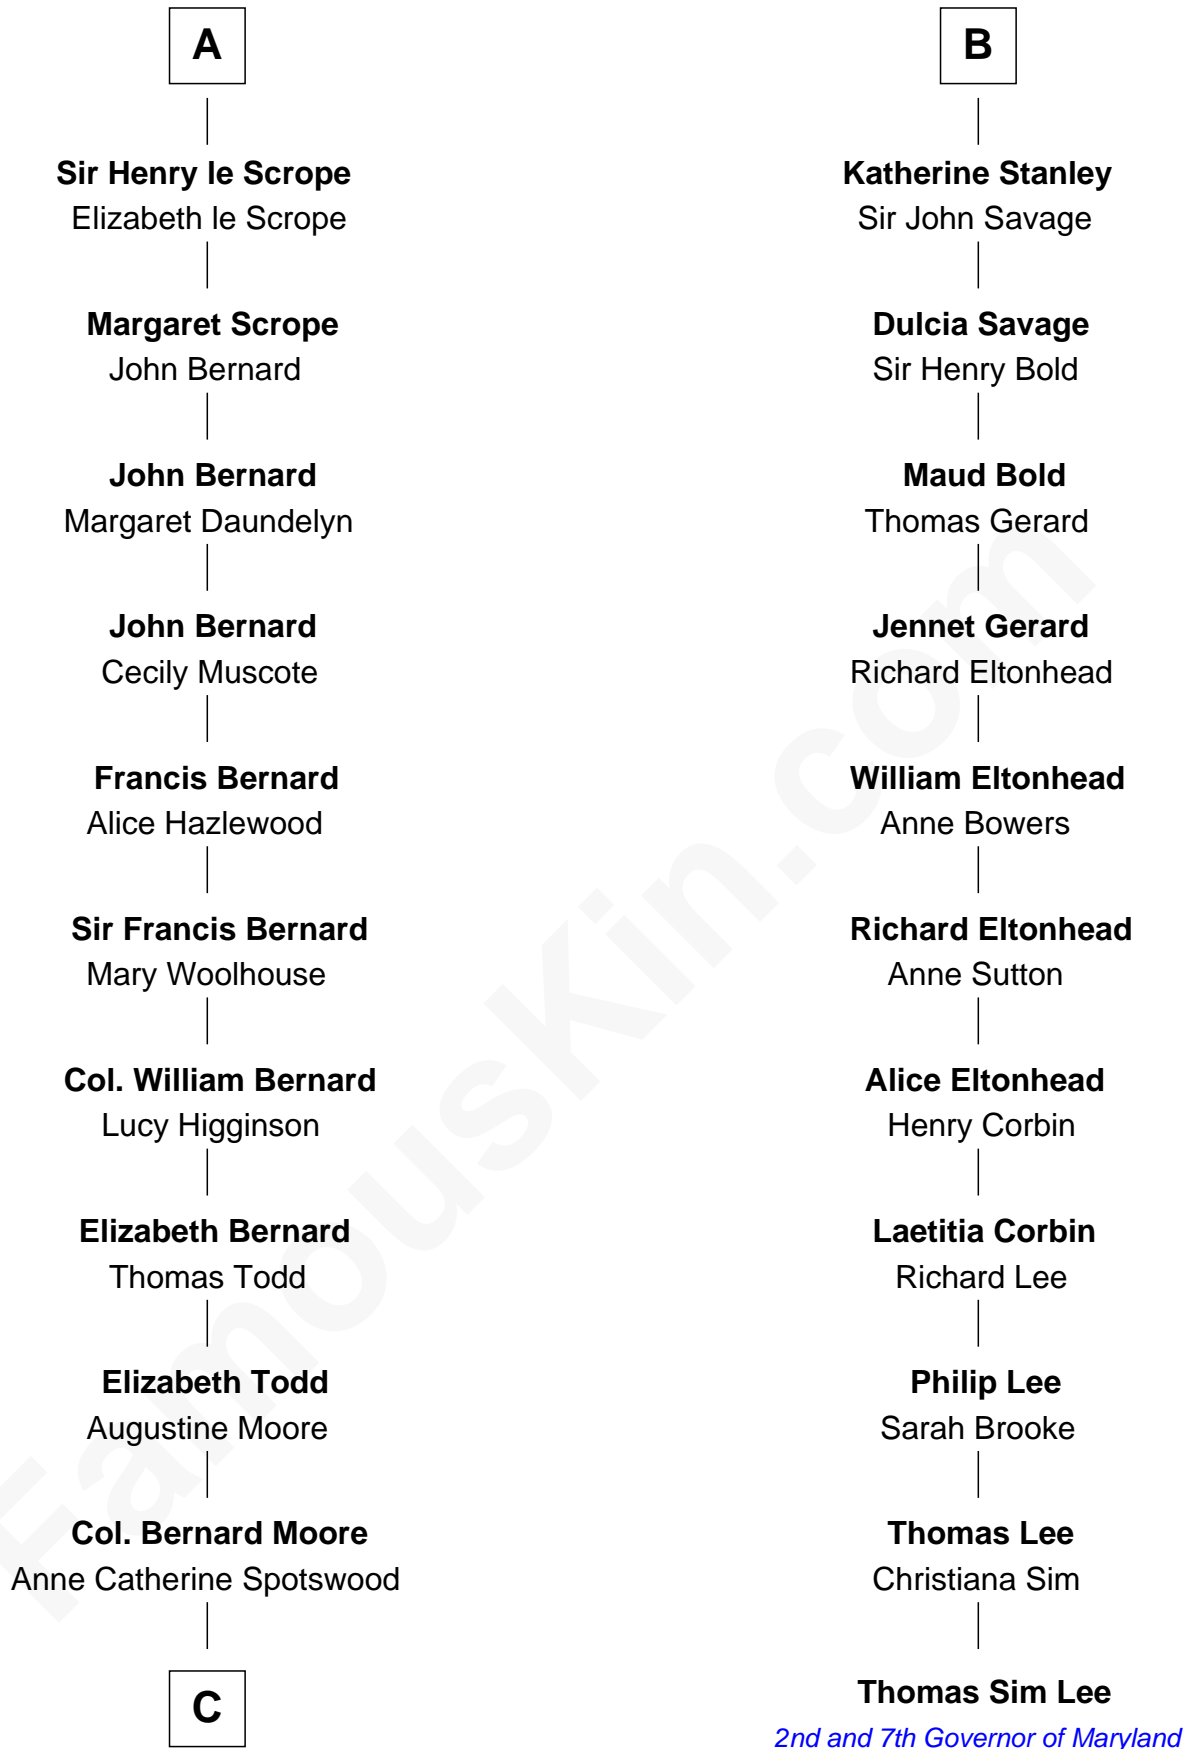 A
Sir Henry le Scrope
Elizabeth le Scrope
Margaret Scrope
John Bernard
John Bernard
Margaret Daundelyn
John Bernard
Cecily Muscote
Francis Bernard
Alice Hazlewood
Sir Francis Bernard
Mary Woolhouse
Col. William Bernard
Lucy Higginson
Elizabeth Bernard
Thomas Todd
Elizabeth Todd
Augustine Moore
Col. Bernard Moore
Anne Catherine Spotswood
C
B
Katherine Stanley
Sir John Savage
Dulcia Savage
Sir Henry Bold
Maud Bold
Thomas Gerard
Jennet Gerard
Richard Eltonhead
William Eltonhead
Anne Bowers
Richard Eltonhead
Anne Sutton
Alice Eltonhead
Henry Corbin
Laetitia Corbin
Richard Lee
Philip Lee
Sarah Brooke
Thomas Lee
Christiana Sim
Thomas Sim Lee
2nd and 7th Governor of Maryland
FamousKin.com